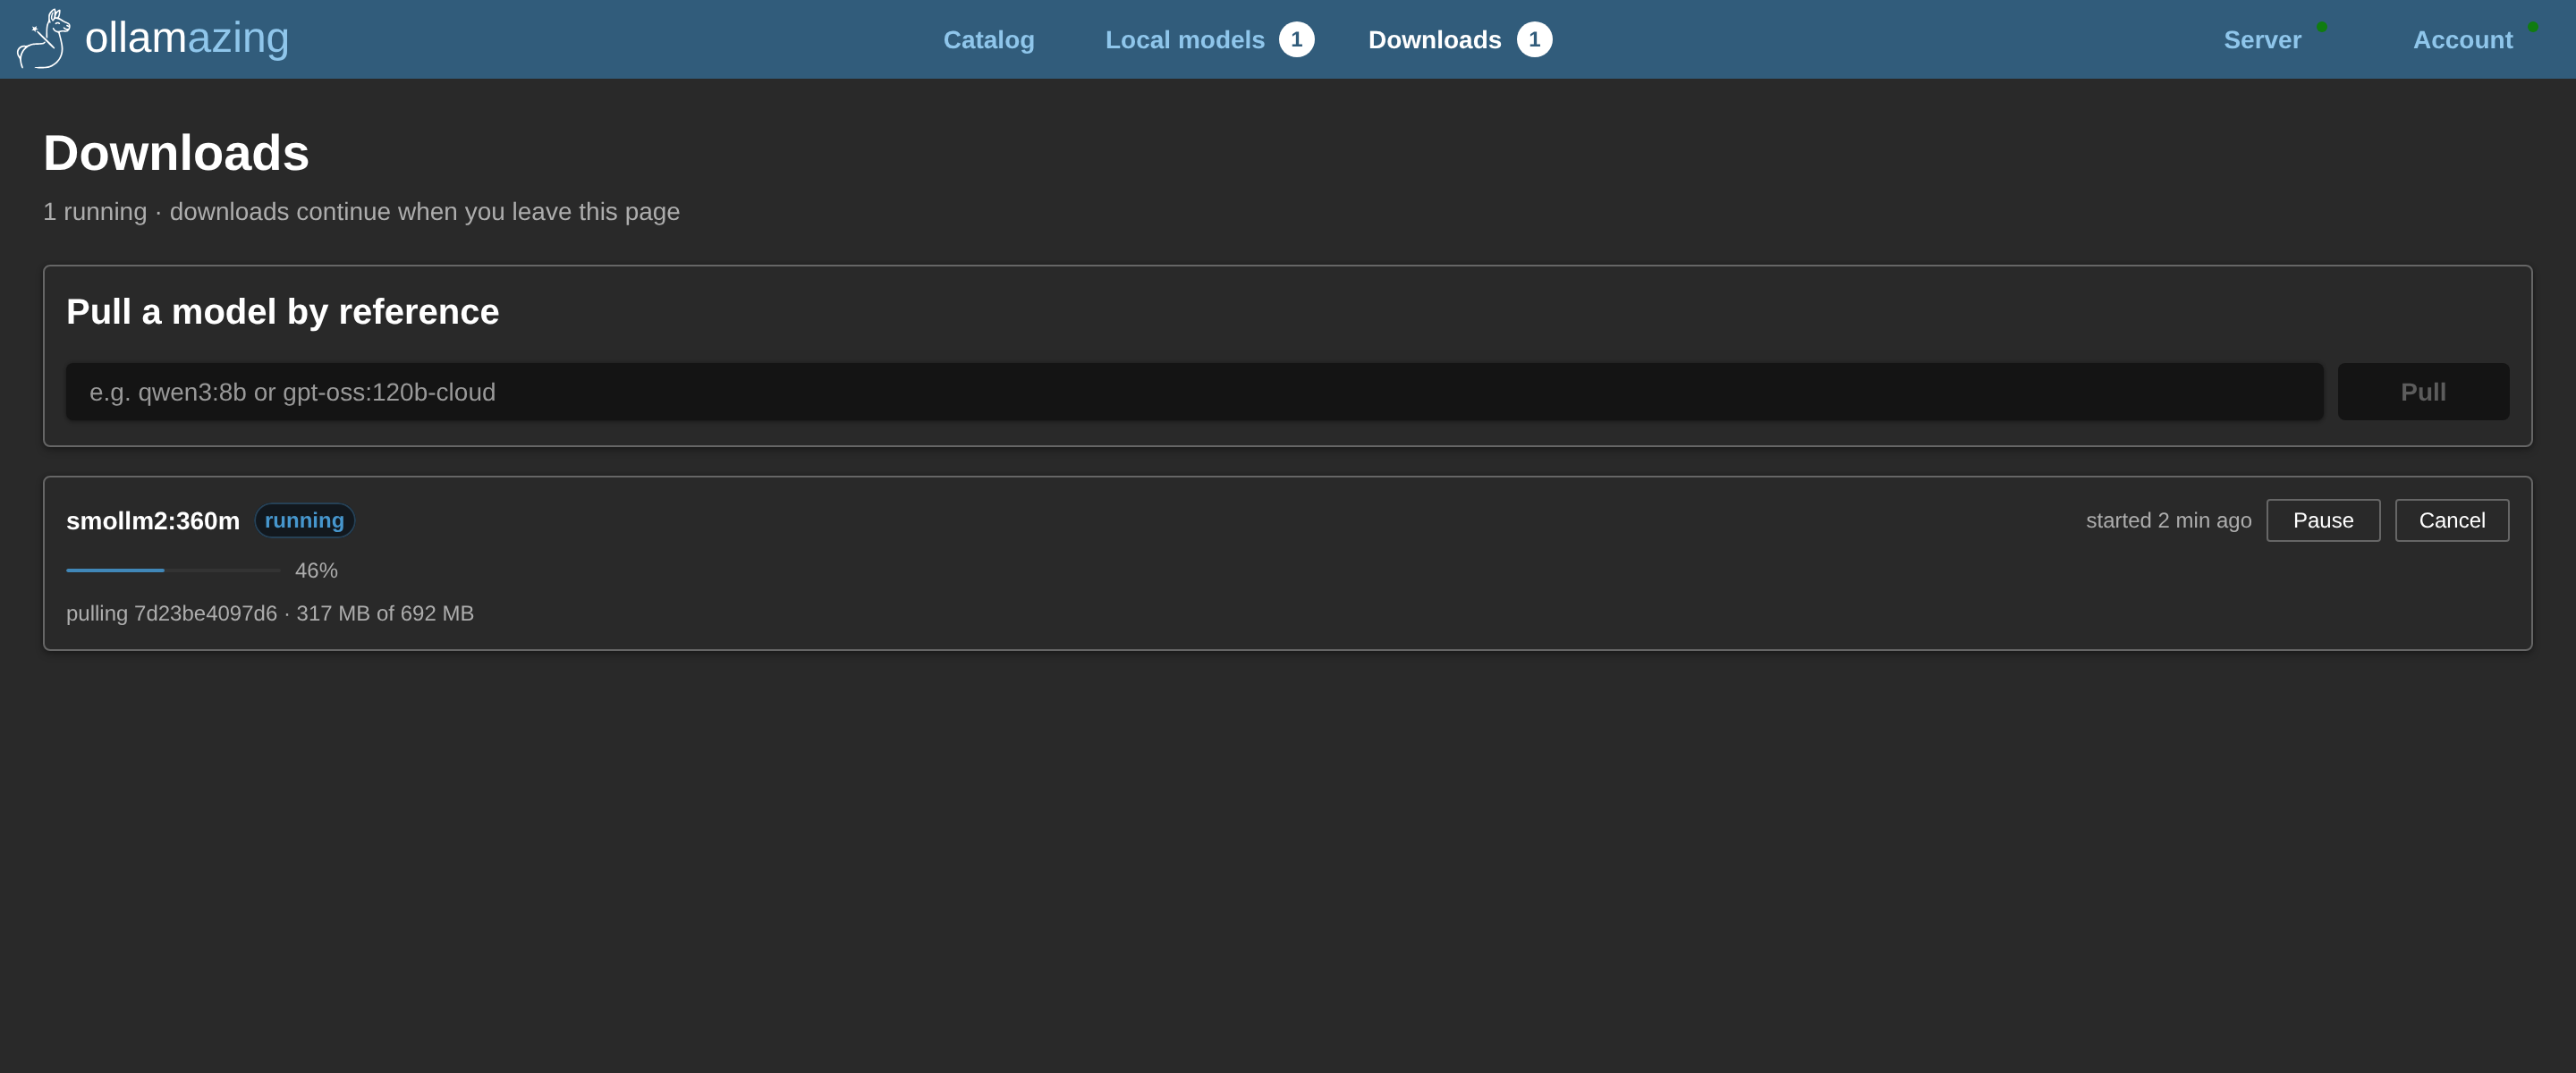 ollamazing
Catalog
Local models 1
Downloads 1
Server
Account
Downloads
1 running · downloads continue when you leave this page
Pull a model by reference
e.g. qwen3:8b or gpt-oss:120b-cloud
Pull
smollm2:360m running started 2 min ago Pause Cancel
46%
pulling 7d23be4097d6 · 317 MB of 692 MB